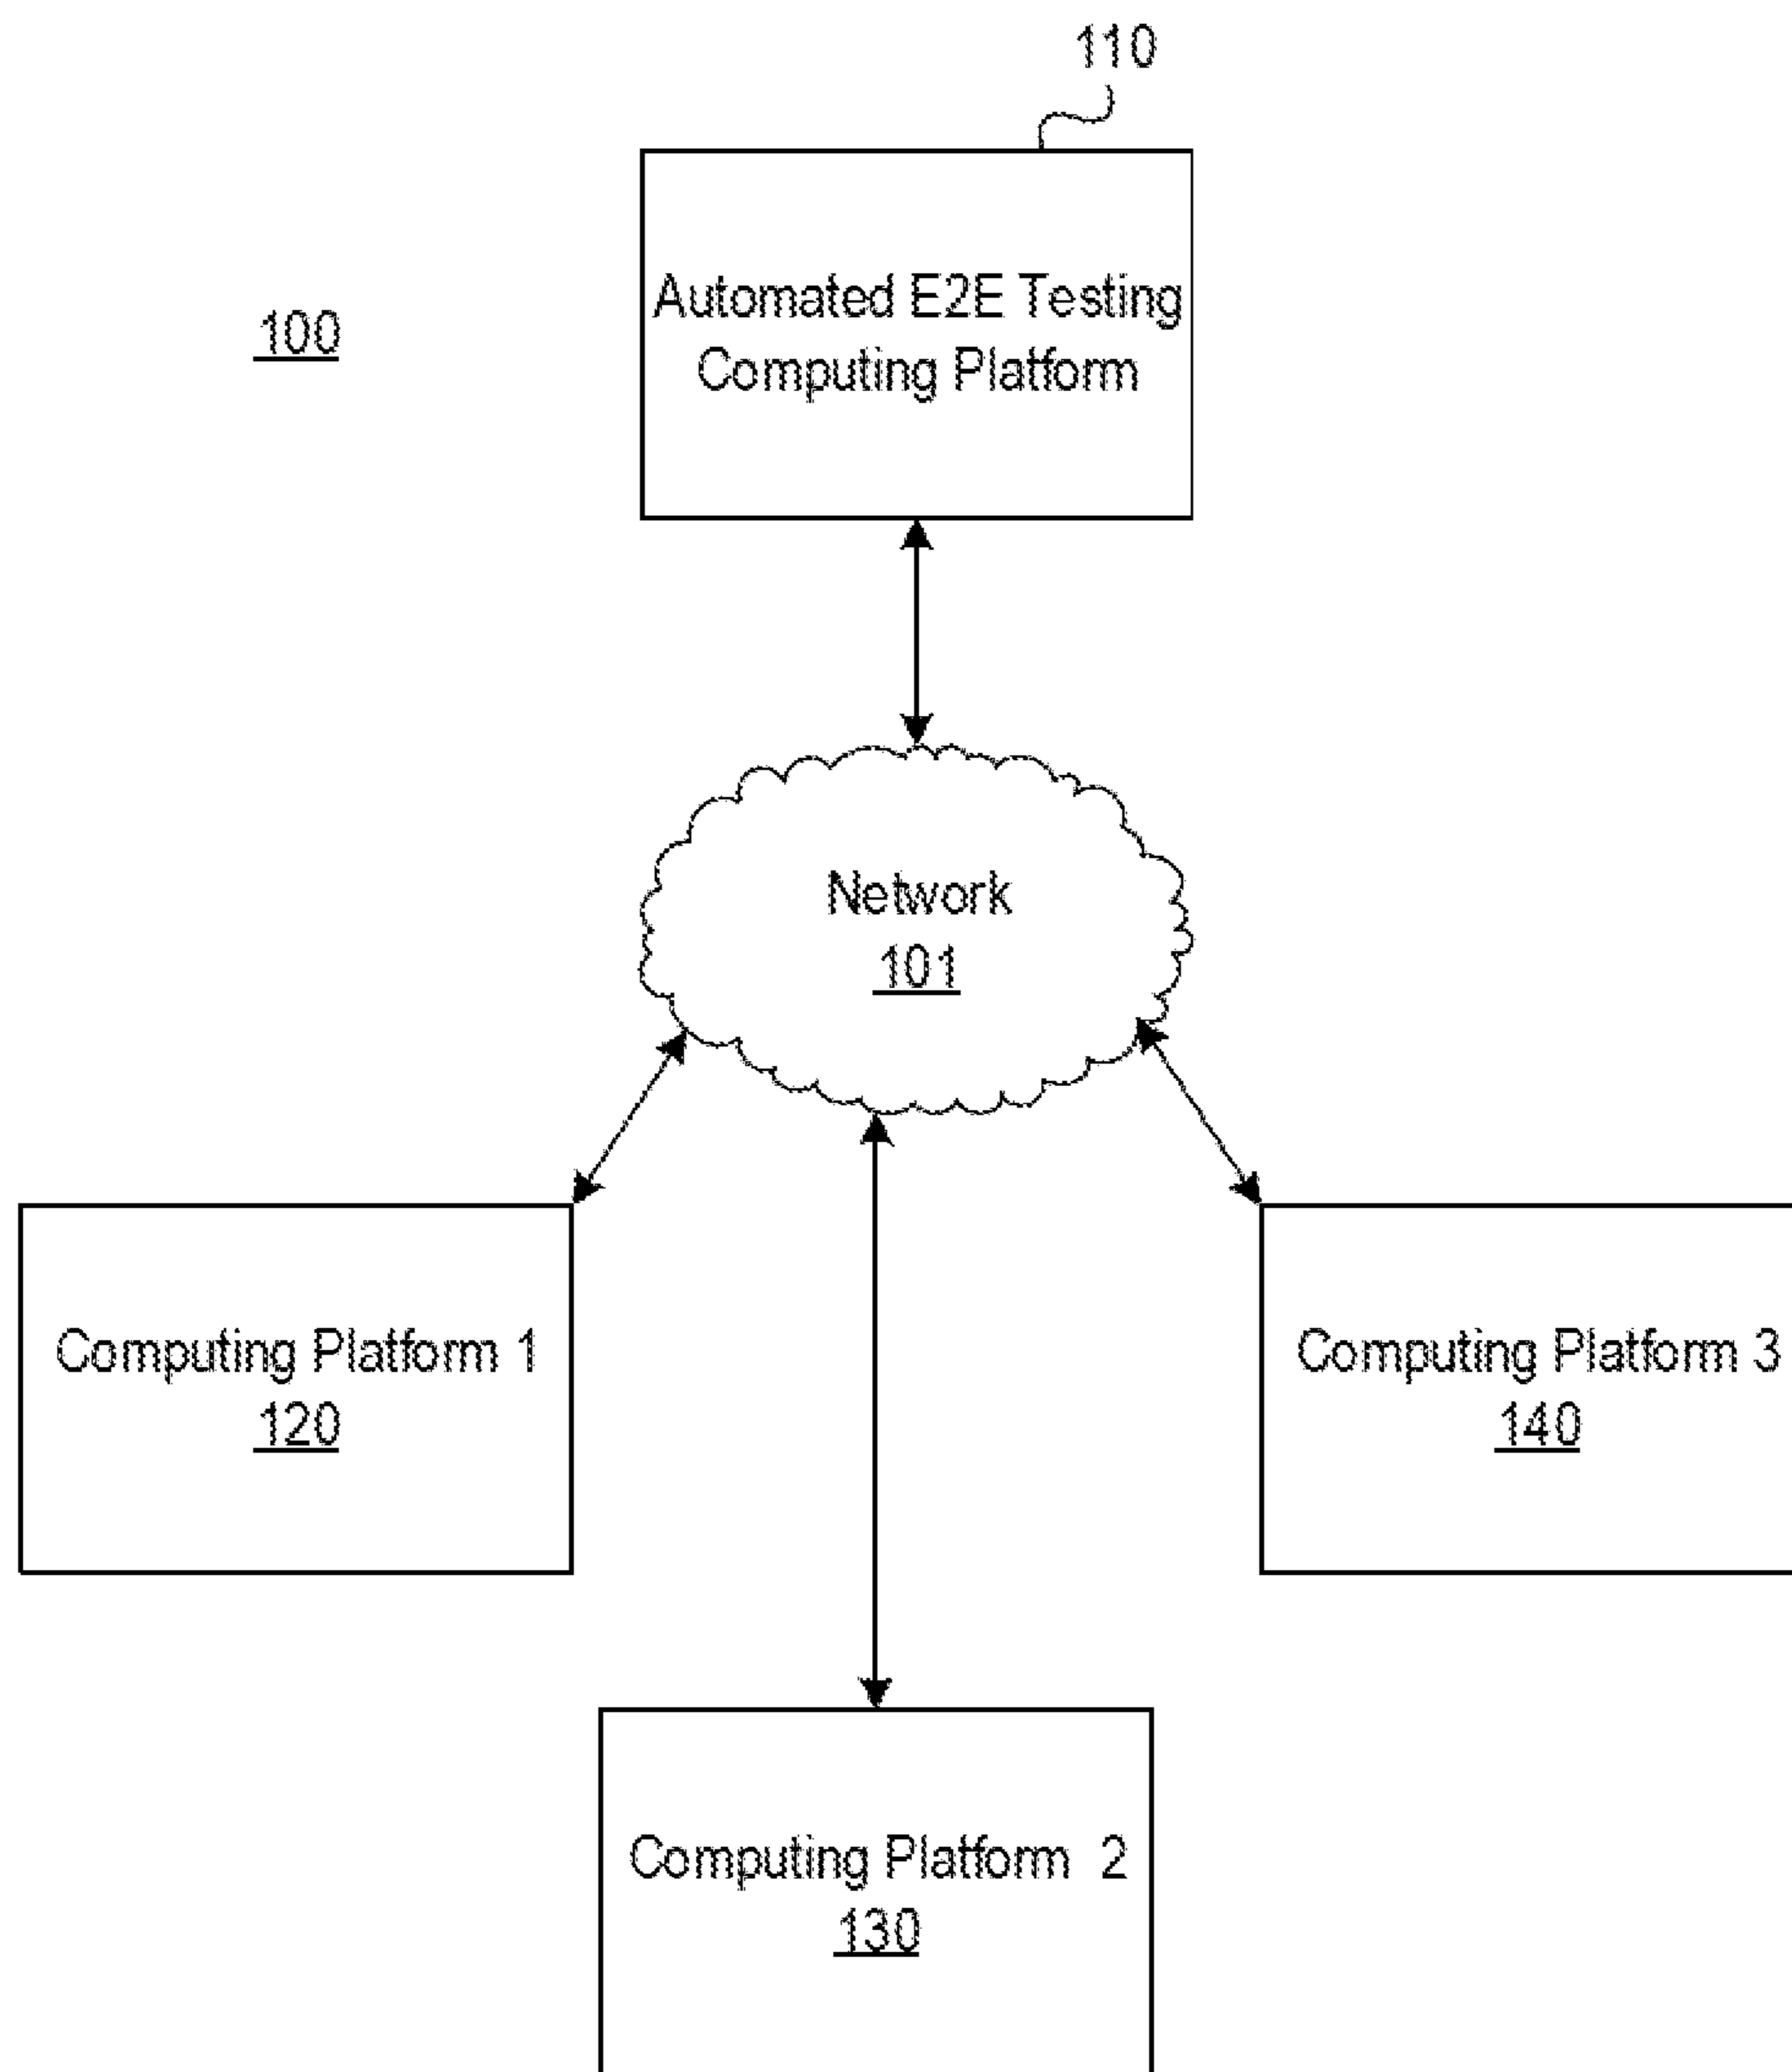 110
100
Automated E2E Testing
Computing Platform
Network
101
Computing Platform 1
120
Computing Platform 3
140
Computing Platform 2
130